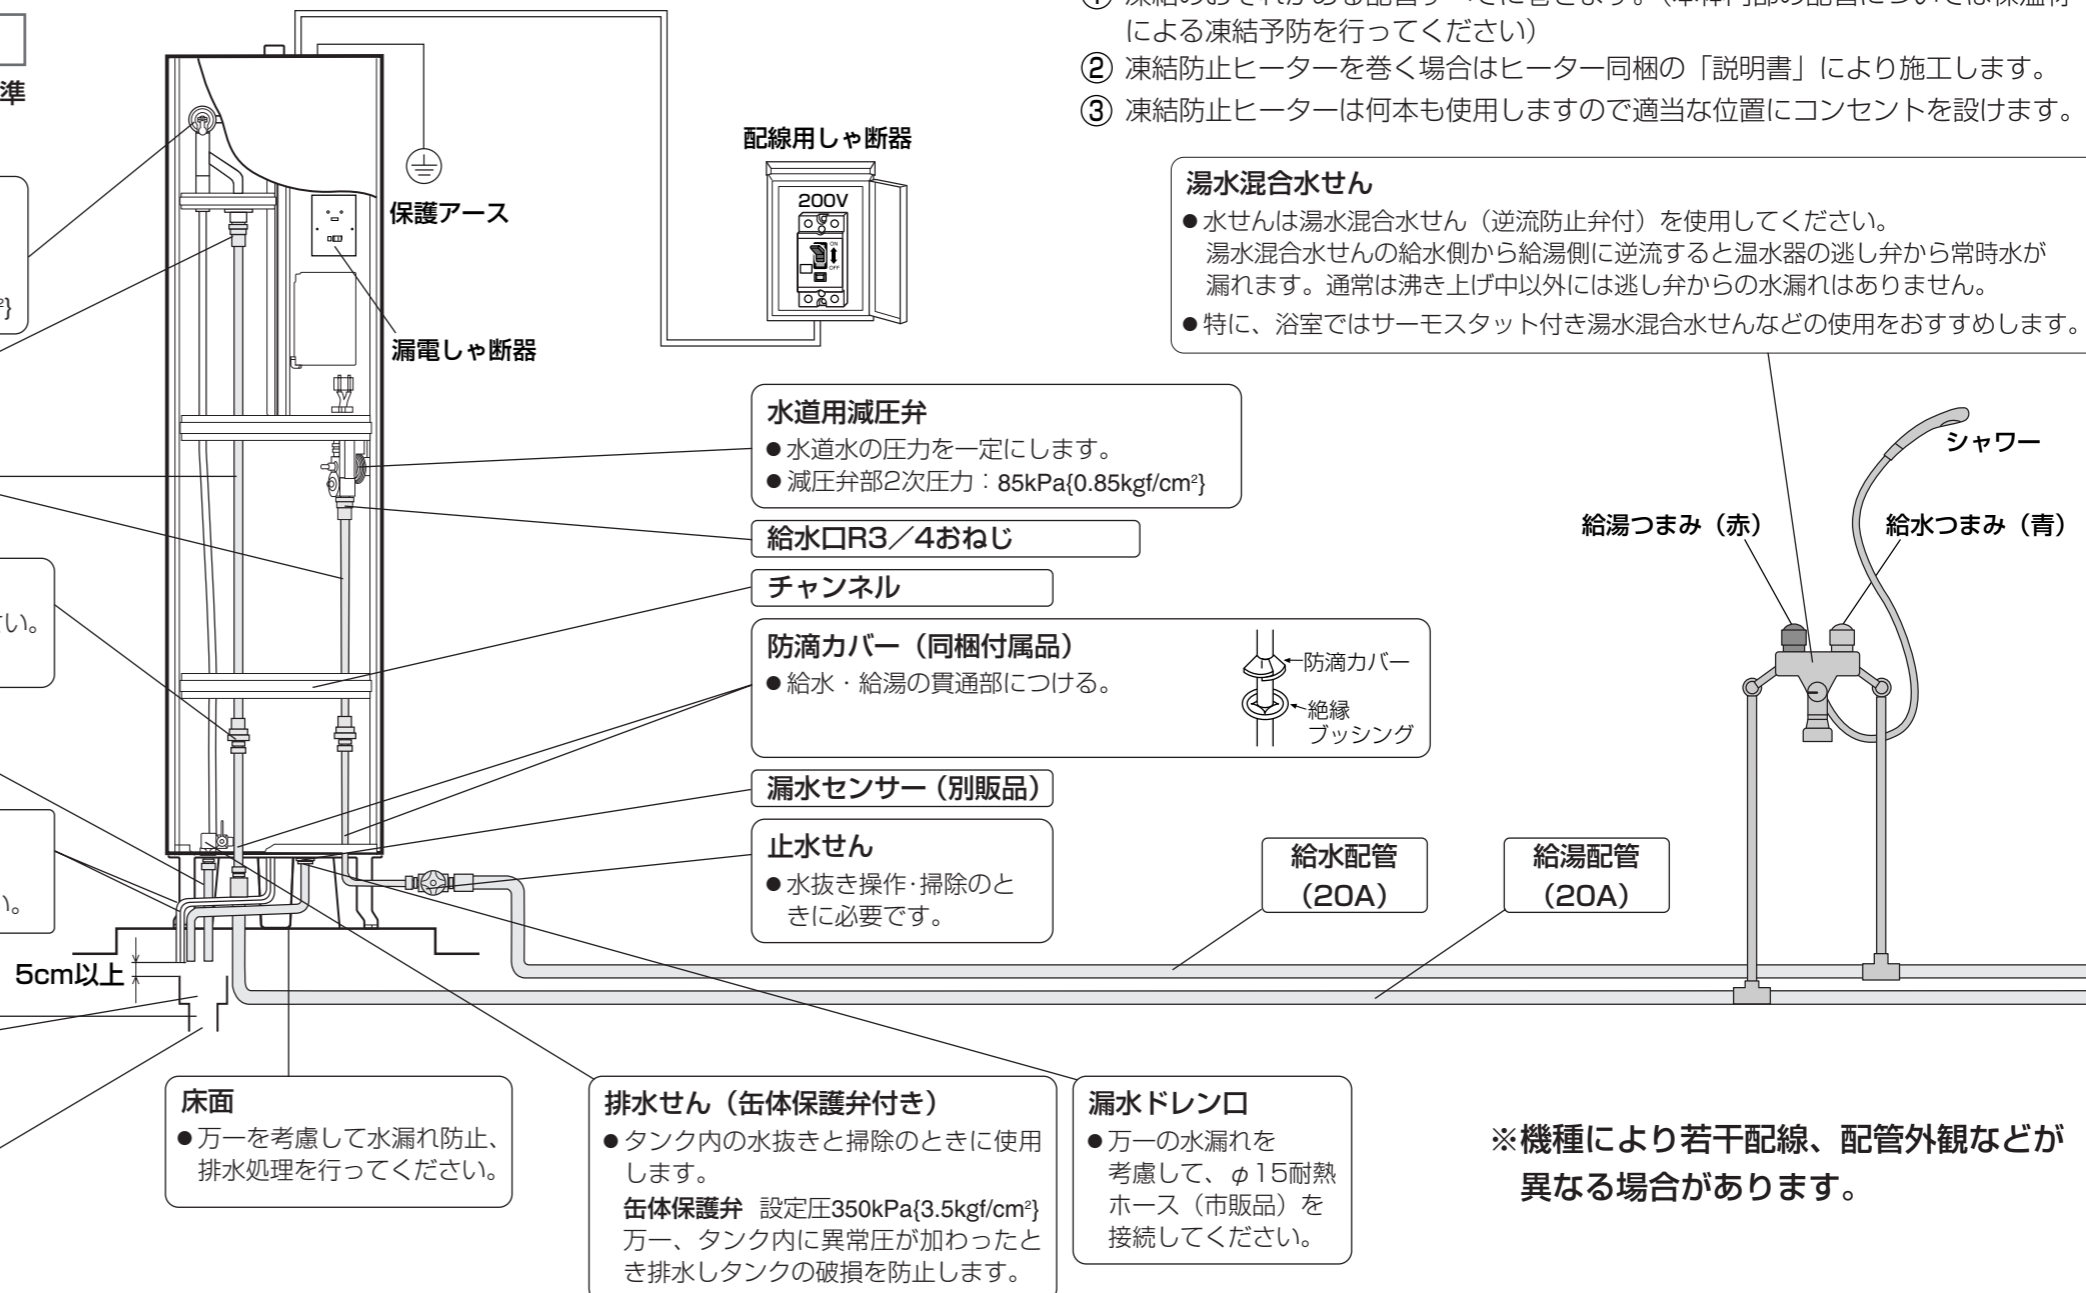 準
による凍結予防を行ってください）
② 凍結防止ヒーターを巻く場合はヒーター同梱の「説明書」により施工します。
③ 凍結防止ヒーターは何本も使用しますので適当な位置にコンセントを設けます。
配線用しゃ断器
200V
ON
OFF
保護アース
漏電しゃ断器
湯水混合水せん
●水せんは湯水混合水せん（逆流防止弁付）を使用してください。
湯水混合水せんの給水側から給湯側に逆流すると温水器の逃し弁から常時水が
漏れます。通常は沸き上げ中以外には逃し弁からの水漏れはありません。
●特に、浴室ではサーモスタット付き湯水混合水せんなどの使用をおすすめします。
²}
水道用減圧弁
●水道水の圧力を一定にします。
●減圧弁部2次圧力：85kPa{0.85kgf/cm²}
給水口R3／4おねじ
チャンネル
防滴カバー（同梱付属品）
●給水・給湯の貫通部につける。
防滴カバー
絶縁
ブッシング
漏水センサー（別販品）
止水せん
●水抜き操作・掃除のと
きに必要です。
シャワー
給湯つまみ（赤）
給水つまみ（青）
給水配管
（20A）
給湯配管
（20A）
い。
い。
5cm以上
床面
●万一を考慮して水漏れ防止、
排水処理を行ってください。
排水せん（缶体保護弁付き）
●タンク内の水抜きと掃除のときに使用
します。
缶体保護弁 設定圧350kPa{3.5kgf/cm²}
万一、タンク内に異常圧が加わったと
き排水しタンクの破損を防止します。
漏水ドレン口
●万一の水漏れを
考慮して、φ15耐熱
ホース（市販品）を
接続してください。
※機種により若干配線、配管外観などが
異なる場合があります。